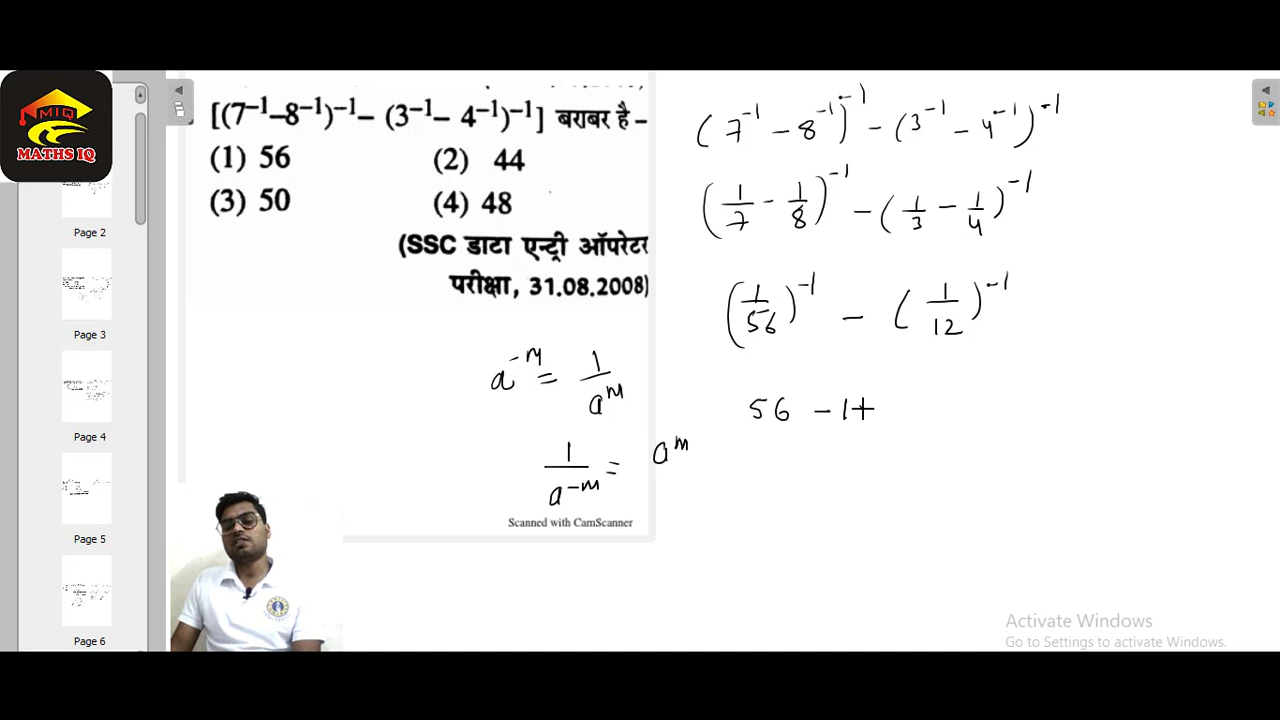 MIQ
MATHS IQ
[(7⁻¹–8⁻¹)⁻¹– (3⁻¹– 4⁻¹)⁻¹] बराबर है –
(1) 56 (2) 44
(3) 50 (4) 48
(SSC डाटा एन्ट्री ऑपरेटर
परीक्षा, 31.08.2008)
(7⁻¹ – 8⁻¹)⁻¹ – (3⁻¹ – 4⁻¹)⁻¹
(1/7 – 1/8)⁻¹ – (1/3 – 1/4)⁻¹
(1/56)⁻¹ – (1/12)⁻¹
56 – 1+
a⁻ᵐ = 1/aᵐ
1/a⁻ᵐ = aᵐ
Scanned with CamScanner
Page 2
Page 3
Page 4
Page 5
Page 6
Activate Windows
Go to Settings to activate Windows.